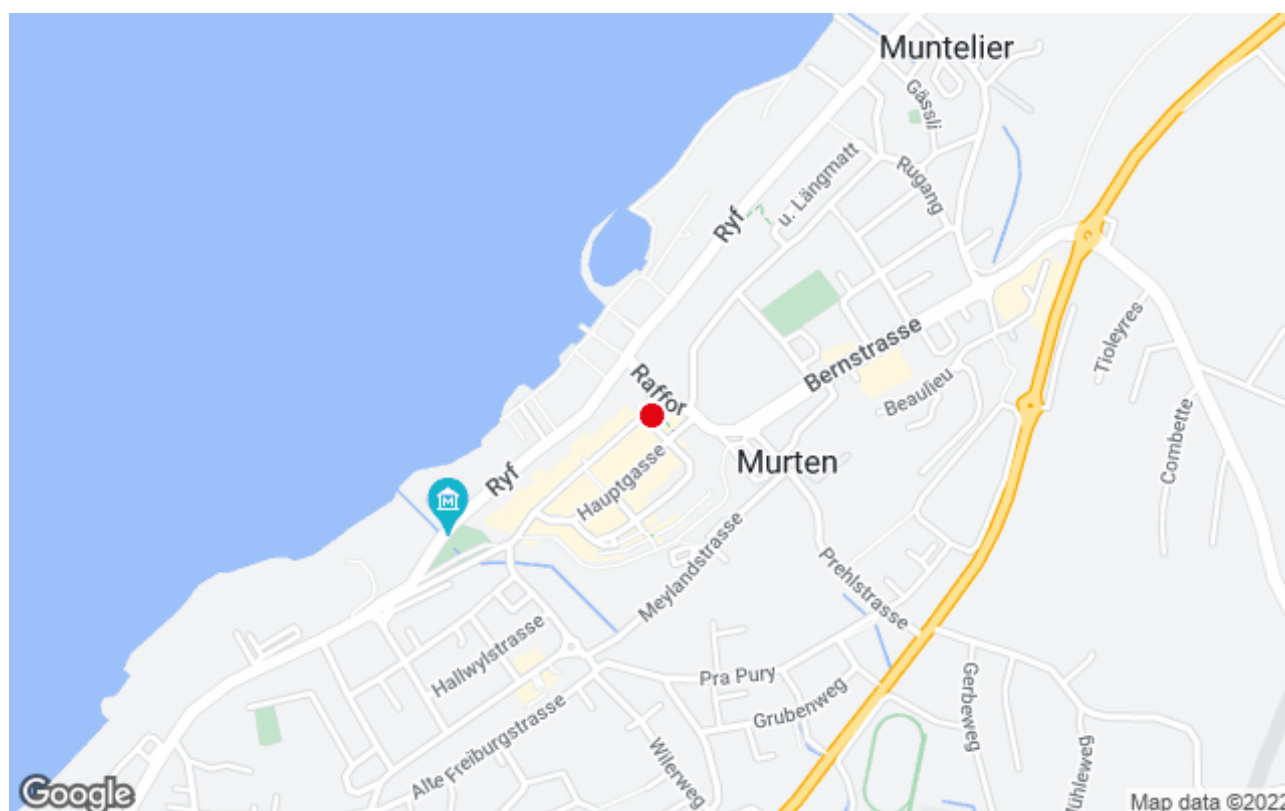 Muntelier
Gässli
u. Längmatt
Rugang
Ryf
Bernstrasse
Tioleyres
Raffor
Beaulieu
Combette
Murten
Hauptgasse
Ryf
M
Meylandstrasse
Prehlstrasse
Hallwylstrasse
Pra Pury
Gerbeweg
Grubenweg
Alte Freiburgstrasse
Wilerweg
Google
Map data ©202